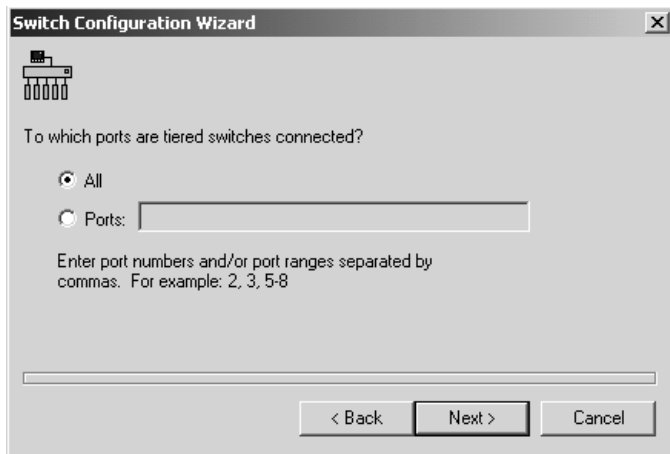 Switch Configuration Wizard
To which ports are tiered switches connected?
All
Ports:
Enter port numbers and/or port ranges separated by
commas. For example: 2, 3, 5-8
< Back Next > Cancel